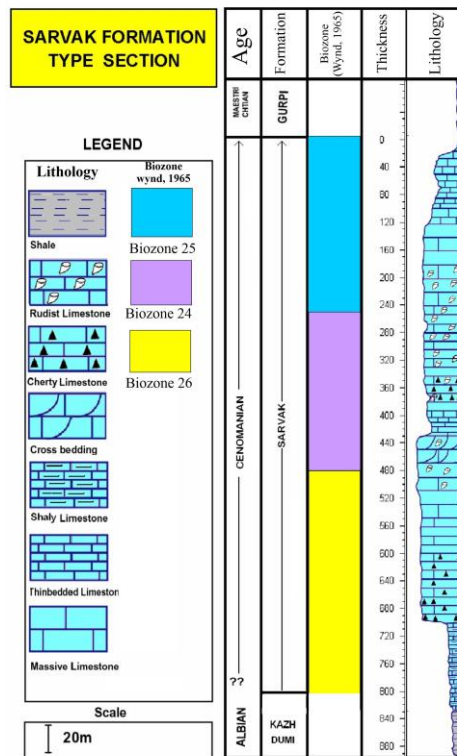 SARVAK FORMATION
TYPE SECTION
LEGEND
Lithology
Biozone
wynd, 1965
Shale
Biozone 25
Rudist Limestone
Biozone 24
Cherty Limestone
Biozone 26
Cross bedding
Shaly Limestone
Thinbedded Limeston
Massive Limestone
Scale
20m
Age
Formation
Biozone
(Wynd, 1965)
Thickness
Lithology
MAESTRI
CHTIAN
GURPI
CENOMANIAN
SARVAK
??
ALBIAN
KAZH
DUMI
0
40
80
120
160
200
240
280
320
360
400
440
480
520
560
600
640
680
720
760
800
840
880